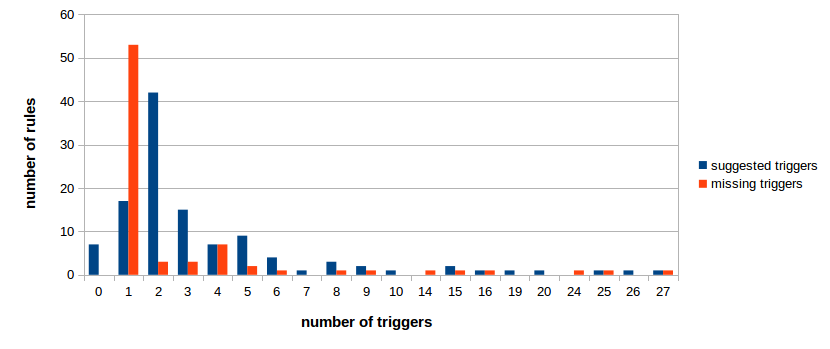 60
50
40
30
20
10
0
number of rules
0 1 2 3 4 5 6 7 8 9 10 14 15 16 19 20 24 25 26 27
number of triggers
suggested triggers
missing triggers